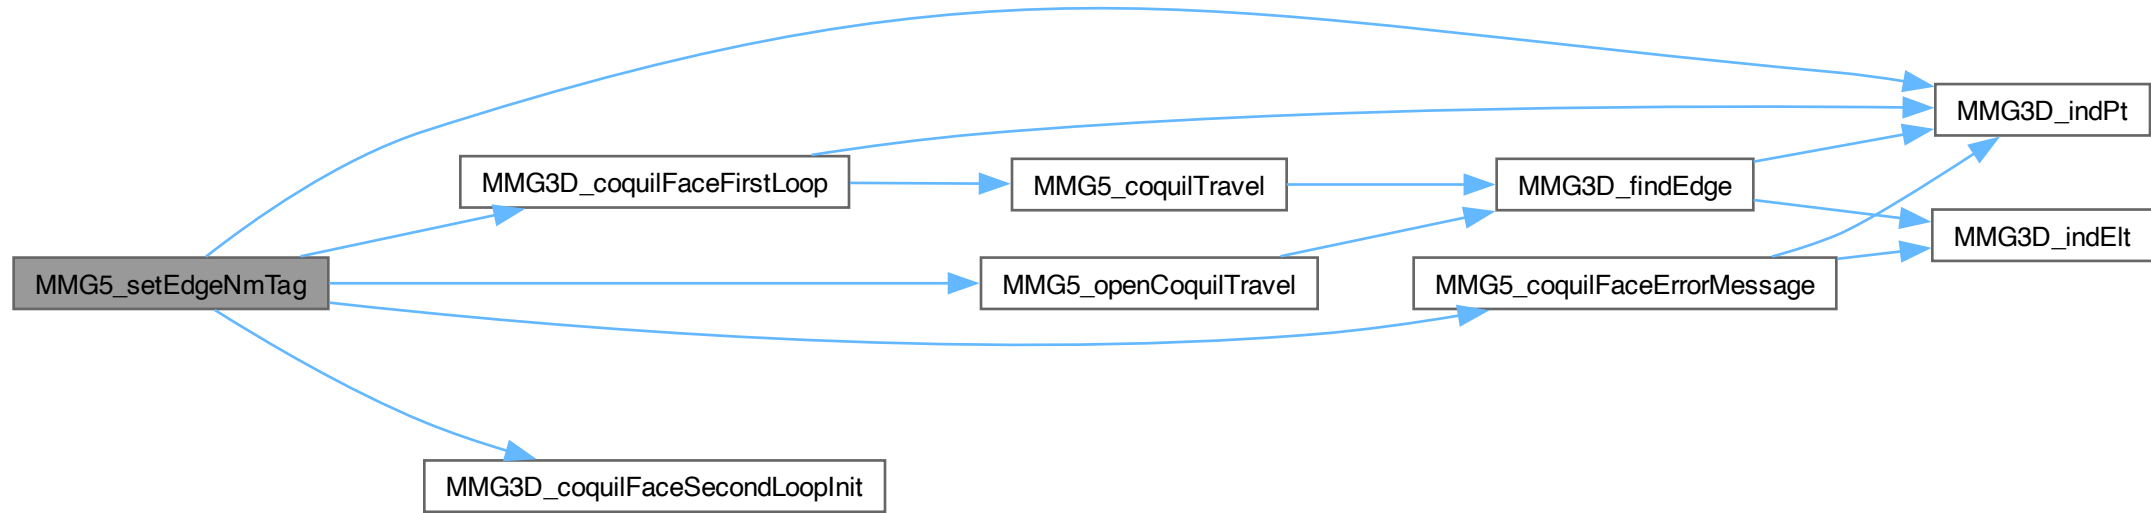 MMG5_setEdgeNmTag
MMG3D_coquilFaceFirstLoop
MMG5_coquilTravel
MMG5_openCoquilTravel
MMG3D_findEdge
MMG5_coquilFaceErrorMessage
MMG3D_indPt
MMG3D_indElt
MMG3D_coquilFaceSecondLoopInit